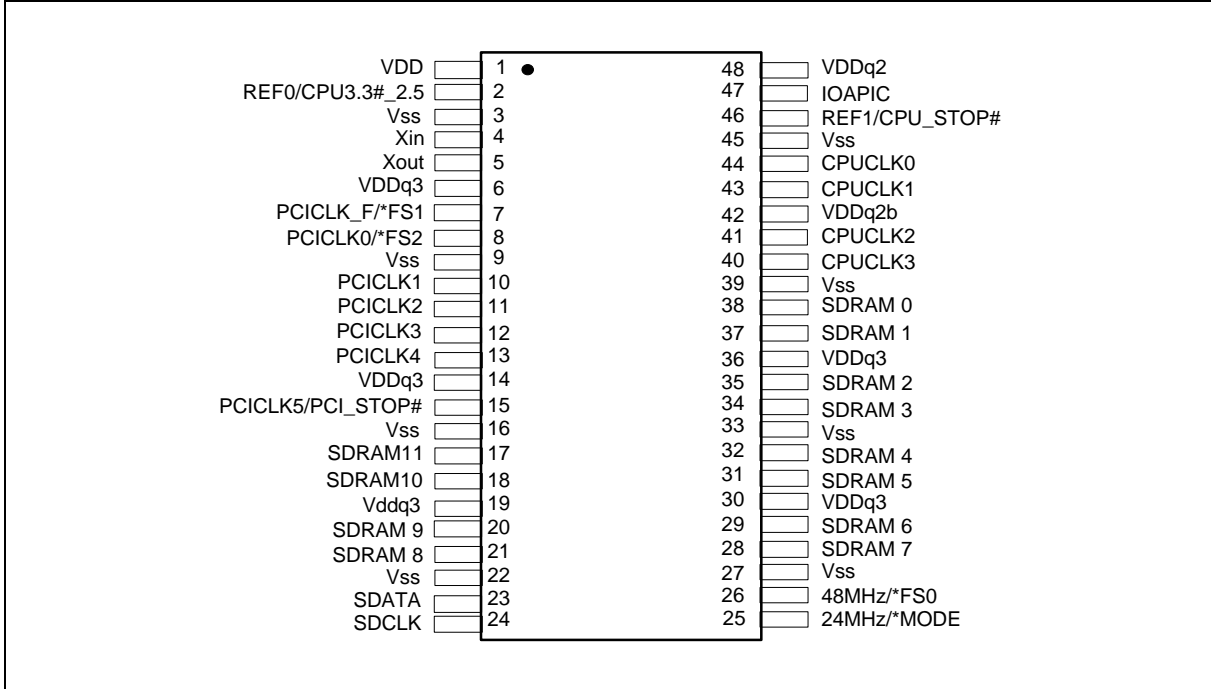 VDD 1 48 VDDq2
REF0/CPU3.3#_2.5 2 47 IOAPIC
Vss 3 46 REF1/CPU_STOP#
Xin 4 45 Vss
Xout 5 44 CPUCLK0
VDDq3 6 43 CPUCLK1
PCICLK_F/*FS1 7 42 VDDq2b
PCICLK0/*FS2 8 41 CPUCLK2
Vss 9 40 CPUCLK3
PCICLK1 10 39 Vss
PCICLK2 11 38 SDRAM 0
PCICLK3 12 37 SDRAM 1
PCICLK4 13 36 VDDq3
VDDq3 14 35 SDRAM 2
PCICLK5/PCI_STOP# 15 34 SDRAM 3
Vss 16 33 Vss
SDRAM11 17 32 SDRAM 4
SDRAM10 18 31 SDRAM 5
Vddq3 19 30 VDDq3
SDRAM 9 20 29 SDRAM 6
SDRAM 8 21 28 SDRAM 7
Vss 22 27 Vss
SDATA 23 26 48MHz/*FS0
SDCLK 24 25 24MHz/*MODE